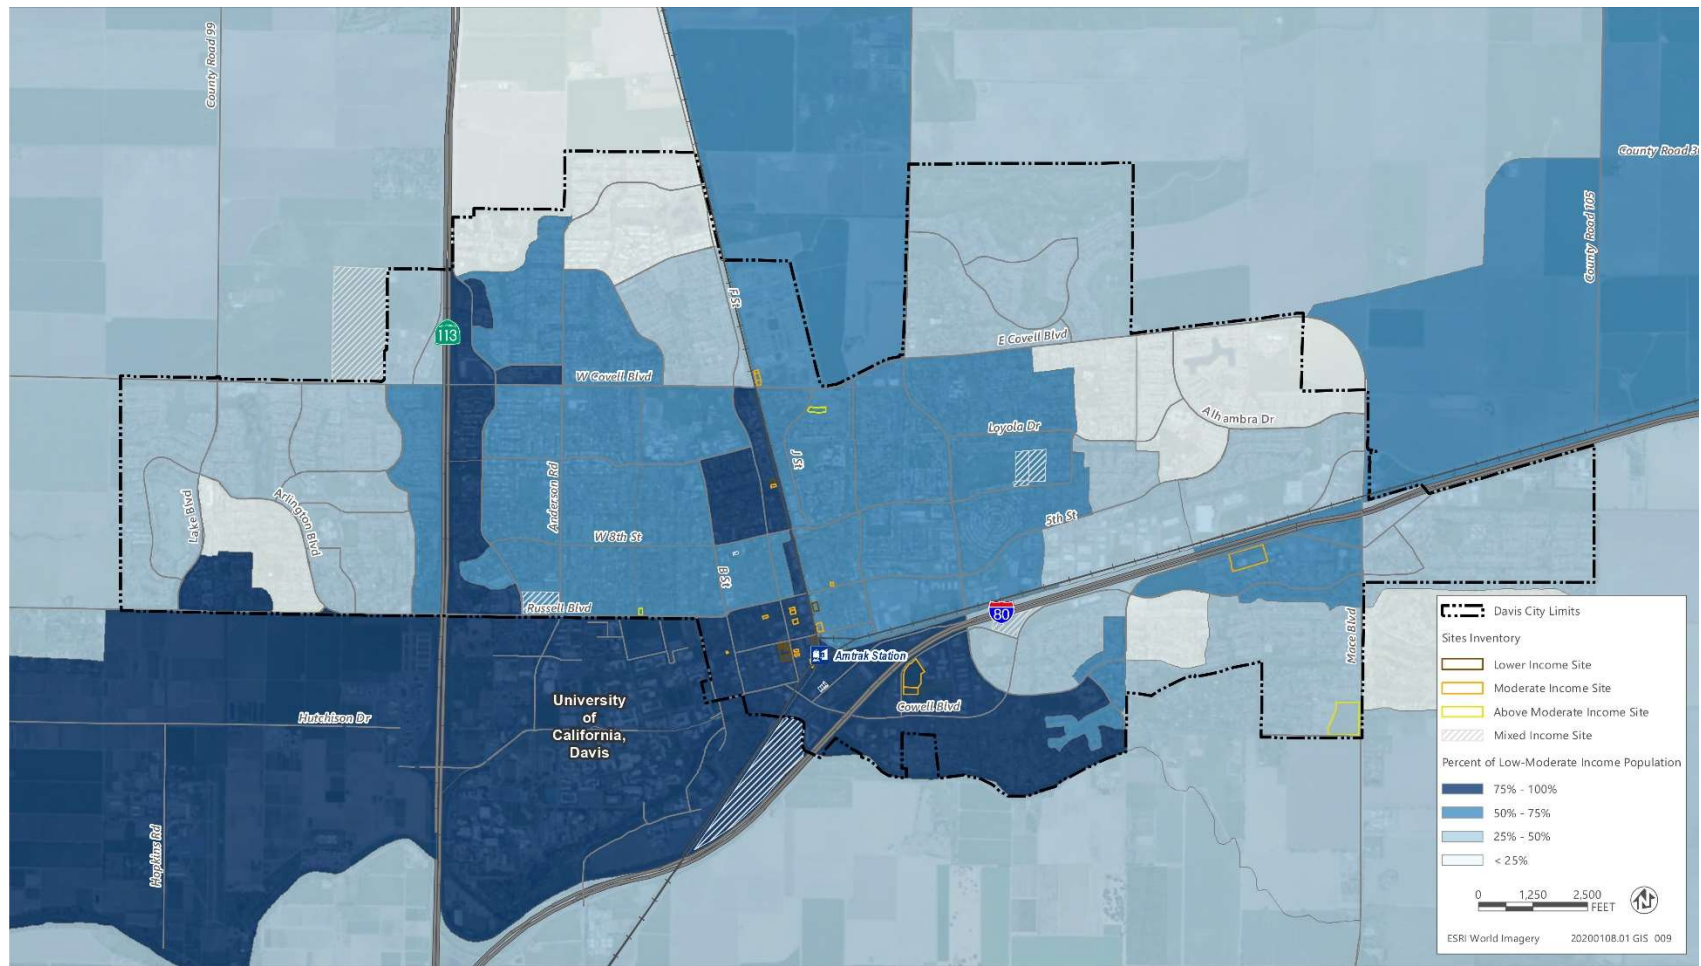 County Road 99
County Road 30
County Road 105
113
F St
E Covell Blvd
W Covell Blvd
Alhambra Dr
Loyola Dr
J St
Anderson Rd
Lake Blvd
Arlington Blvd
5th St
W 8th St
B St
Russell Blvd
80
Mace Blvd
Amtrak Station
Cowell Blvd
Hutchison Dr
University
of
California,
Davis
Hopkins Rd
Davis City Limits
Sites Inventory
Lower Income Site
Moderate Income Site
Above Moderate Income Site
Mixed Income Site
Percent of Low-Moderate Income Population
75% - 100%
50% - 75%
25% - 50%
< 25%
0 1,250 2,500
FEET
N
ESRI World Imagery 20200108.01 GIS 009